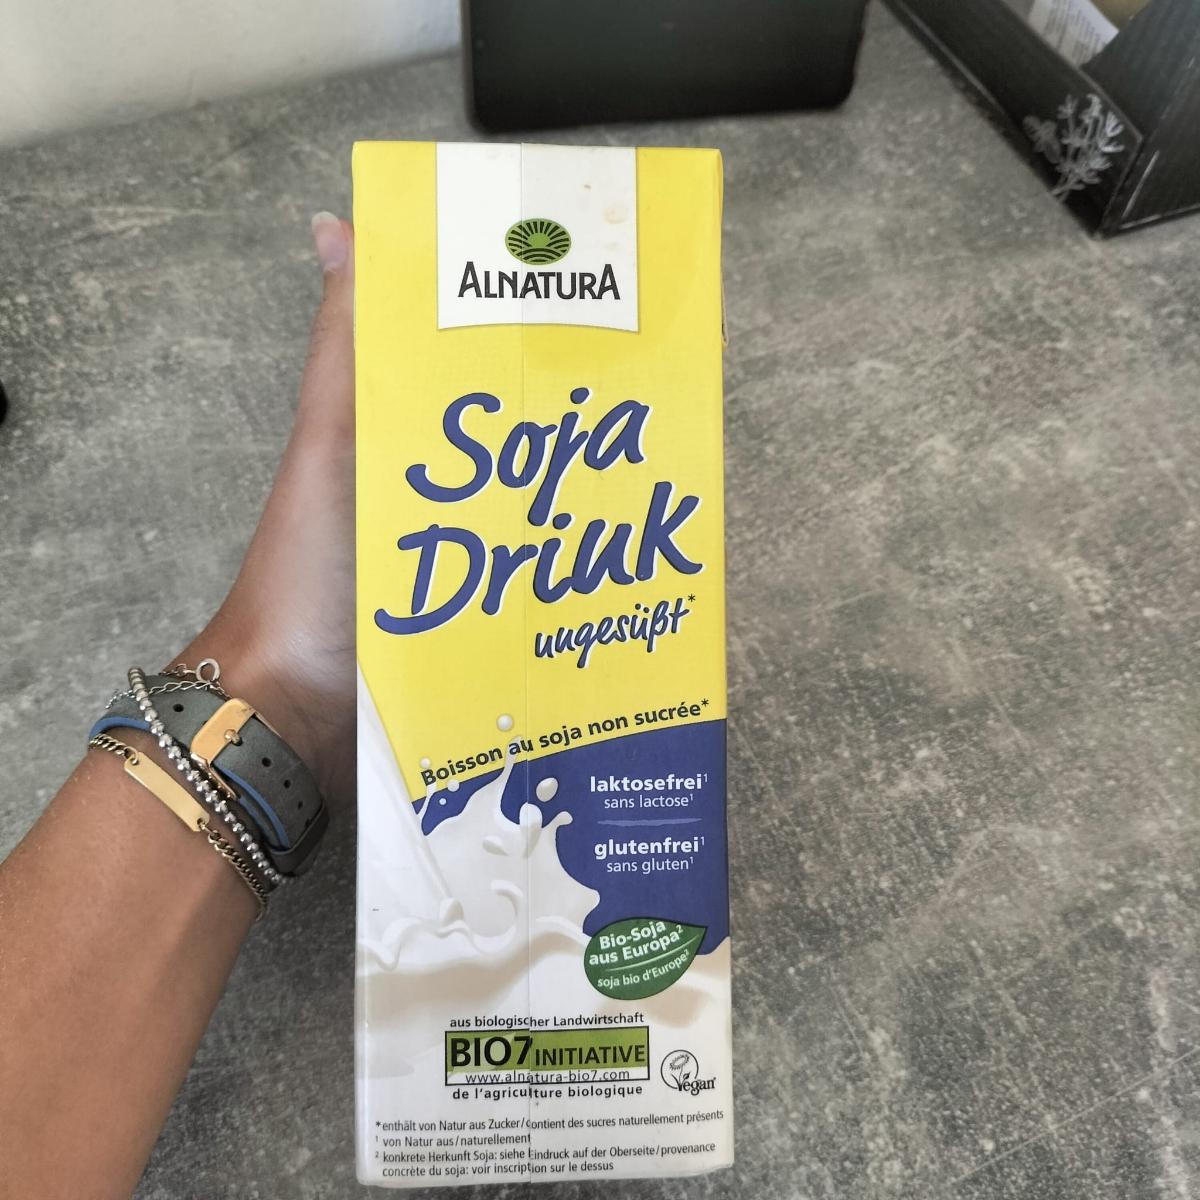 ALNATURA
Soja
Drink
ungesüßt*
Boisson au soja non sucrée*
laktosefrei¹
sans lactose¹
glutenfrei¹
sans gluten¹
Bio-Soja
aus Europa²
soja bio d'Europe²
aus biologischer Landwirtschaft
BIO7 INITIATIVE
www.alnatura-bio7.com
de l'agriculture biologique
Vegan
*enthält von Natur aus Zucker/contient des sucres naturellement présents
¹ von Natur aus/naturellement
² konkrete Herkunft Soja: siehe Eindruck auf der Oberseite/provenance
concrète du soja: voir inscription sur le dessus